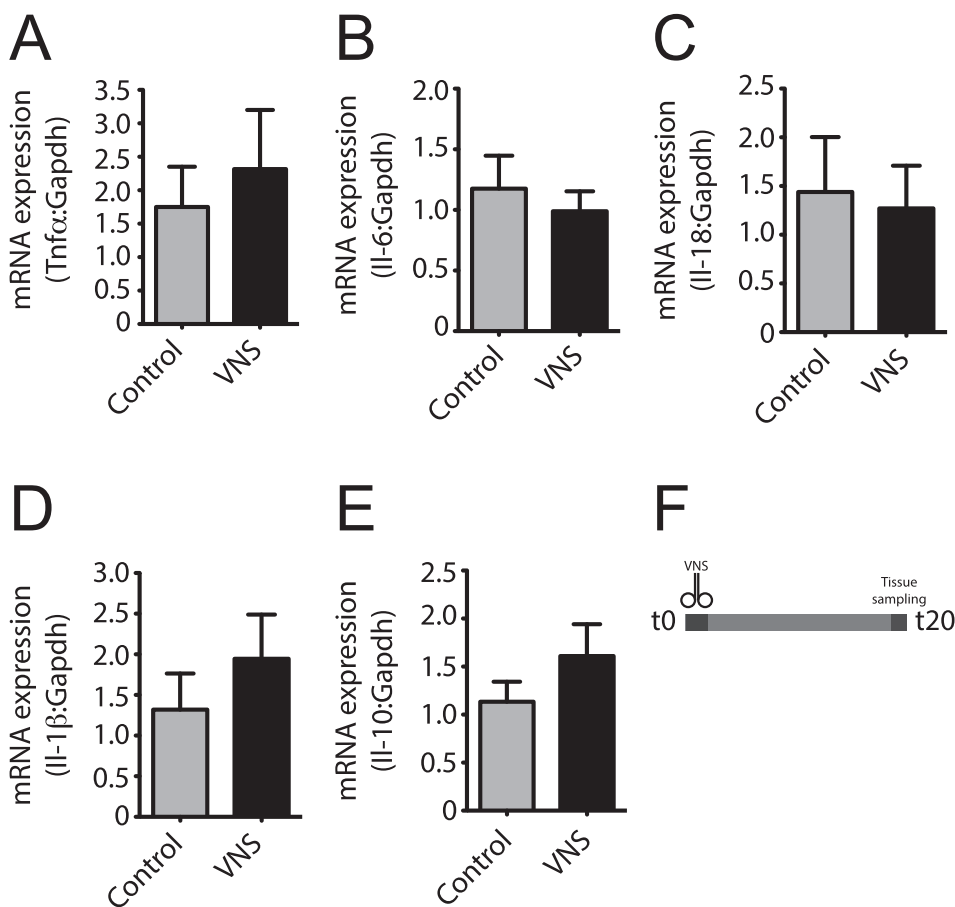 A
mRNA expression
(Tnfα:Gapdh)
3.5
3.0
2.5
2.0
1.5
1.0
0.5
0
Control
VNS
B
mRNA expression
(Il-6:Gapdh)
2.0
1.5
1.0
0.5
0
Control
VNS
C
mRNA expression
(Il-18:Gapdh)
2.5
2.0
1.5
1.0
0.5
0
Control
VNS
D
mRNA expression
(Il-1β:Gapdh)
3.0
2.5
2.0
1.5
1.0
0.5
0
Control
VNS
E
mRNA expression
(Il-10:Gapdh)
2.5
2.0
1.5
1.0
0.5
0
Control
VNS
F
VNS
Tissue
sampling
t0
t20